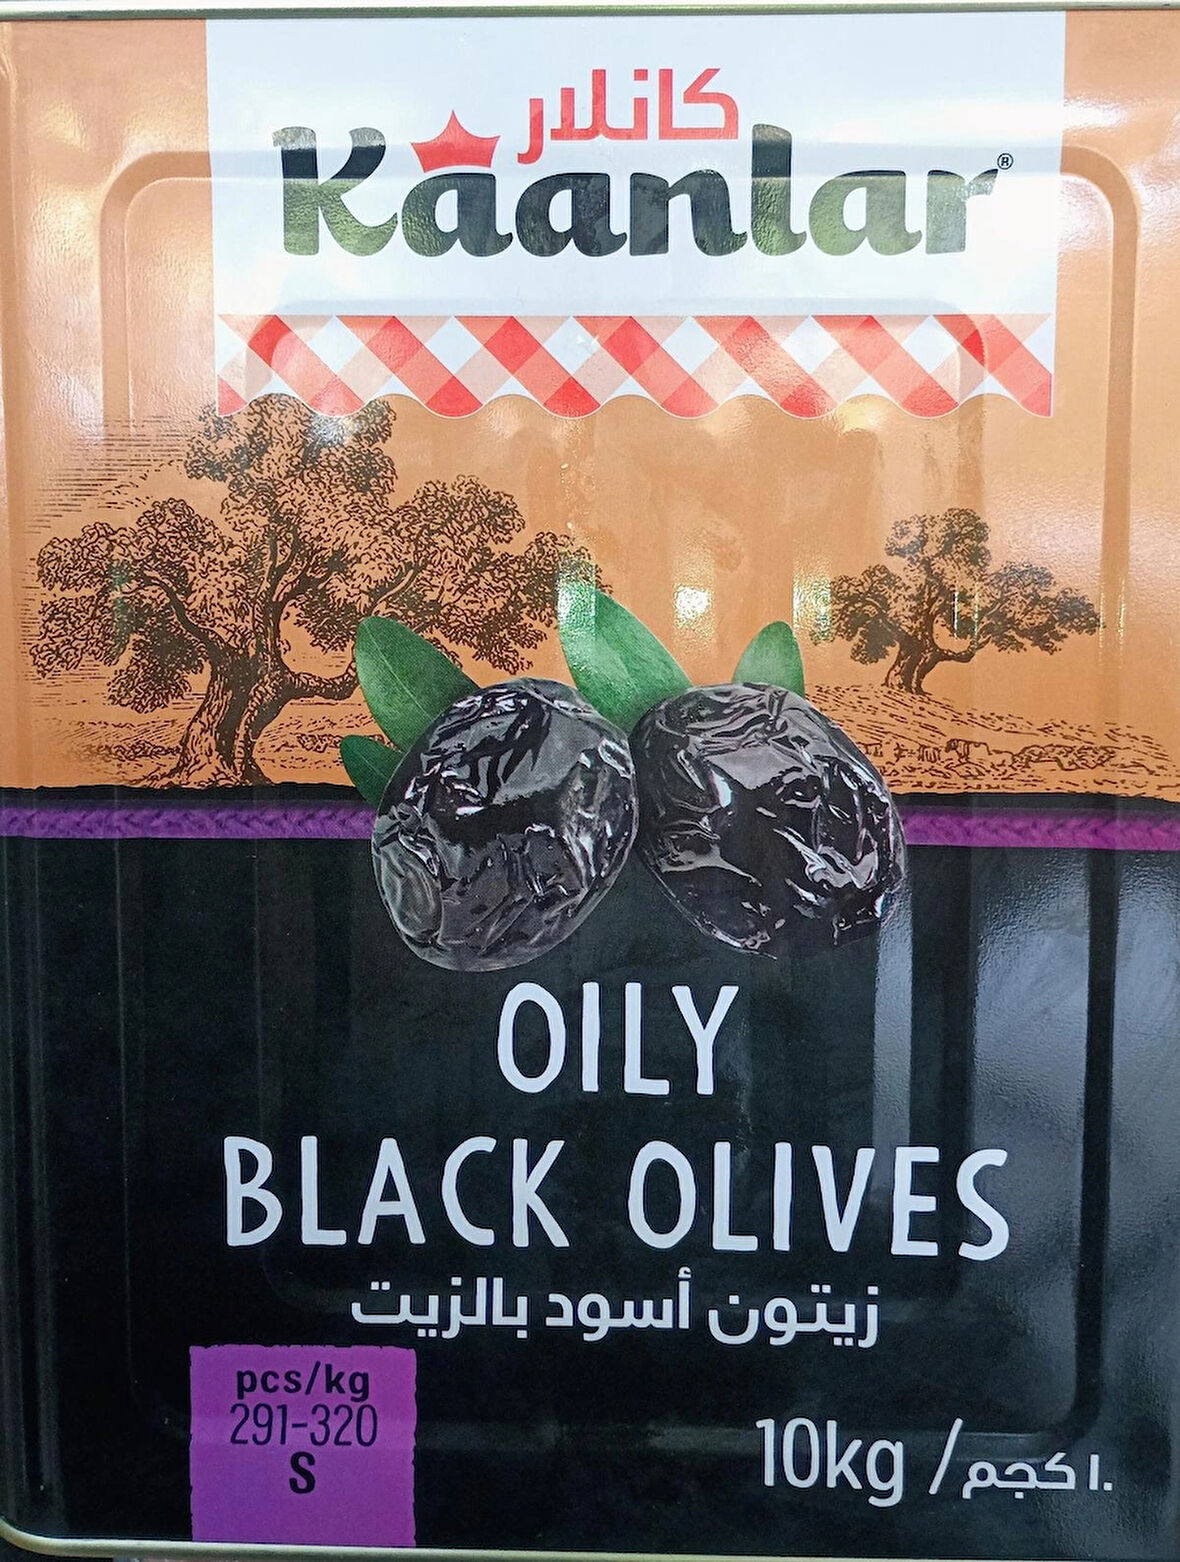 كانلار
Kaanlar®
OILY
BLACK OLIVES
زيتون أسود بالزيت
pcs/kg
291-320
S
10kg / ١٠ كجم